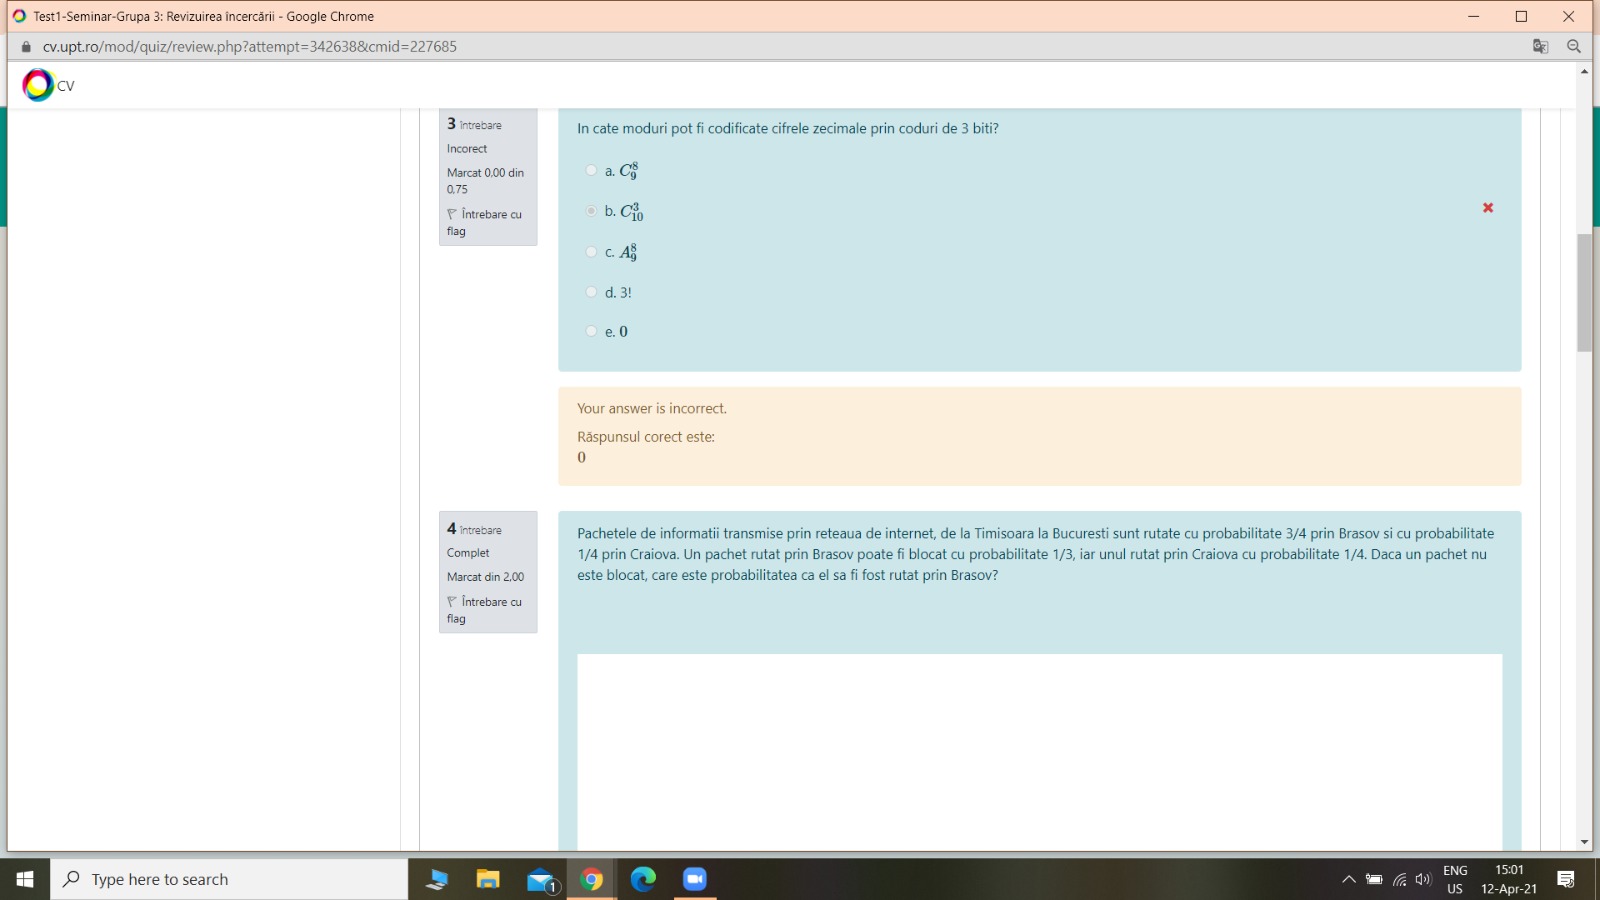 Test1-Seminar-Grupa 3: Revizuirea încercării - Google Chrome
cv.upt.ro/mod/quiz/review.php?attempt=342638&cmid=227685
CV
3 întrebare
Incorect
Marcat 0,00 din
0,75
Întrebare cu
flag
In cate moduri pot fi codificate cifrele zecimale prin coduri de 3 biti?
a. C₉⁸
b. C₁₀³
c. A₉⁸
d. 3!
e. 0
Your answer is incorrect.
Răspunsul corect este:
0
4 întrebare
Complet
Marcat din 2,00
Întrebare cu
flag
Pachetele de informatii transmise prin reteaua de internet, de la Timisoara la Bucuresti sunt rutate cu probabilitate 3/4 prin Brasov si cu probabilitate
1/4 prin Craiova. Un pachet rutat prin Brasov poate fi blocat cu probabilitate 1/3, iar unul rutat prin Craiova cu probabilitate 1/4. Daca un pachet nu
este blocat, care este probabilitatea ca el sa fi fost rutat prin Brasov?
Type here to search
1
ENG
US
15:01
12-Apr-21